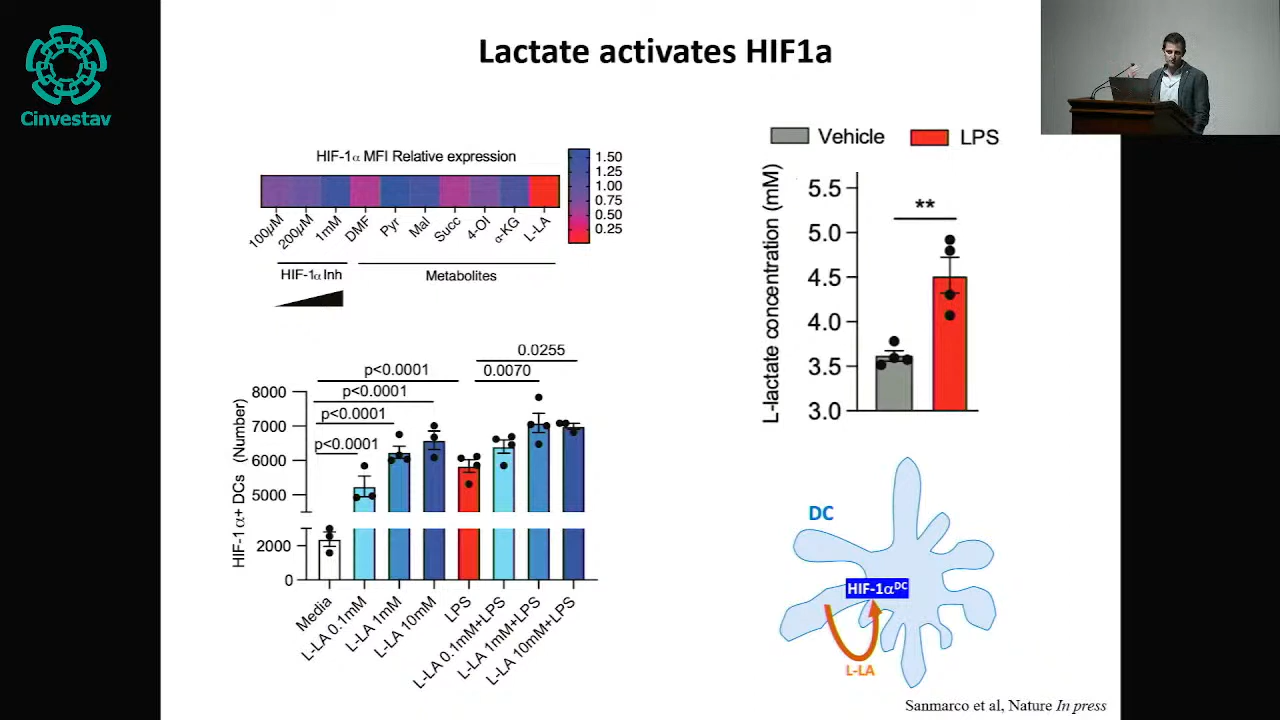 Lactate activates HIF1a
Cinvestav
HIF-1α MFI Relative expression
1.50
1.25
1.00
0.75
0.50
0.25
100µM
200µM
1mM
DMF
Pyr
Mal
Succ
4-OI
α-KG
L-LA
HIF-1α Inh
Metabolites
Vehicle
LPS
L-lactate concentration (mM)
5.5
5.0
4.5
4.0
3.5
3.0
**
HIF-1 α+ DCs (Number)
8000
7000
6000
5000
2000
0
0.0255
p<0.0001
0.0070
p<0.0001
p<0.0001
p<0.0001
Media
L-LA 0.1mM
L-LA 1mM
L-LA 10mM
LPS
L-LA 0.1mM+LPS
L-LA 1mM+LPS
L-LA 10mM+LPS
DC
HIF-1αDC
L-LA
Sanmarco et al, Nature In press